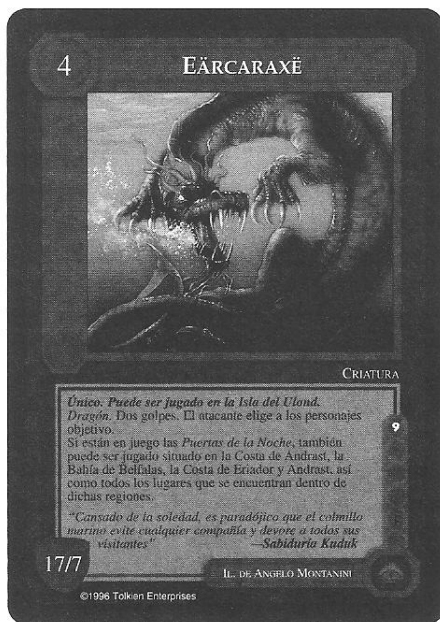 4
EÄRCARAXË
CRIATURA
Único. Puede ser jugado en la Isla del Ulond.
Dragón. Dos golpes. El atacante elige a los personajes
objetivo.
Si están en juego las Puertas de la Noche, también
puede ser jugado situado en la Costa de Andrast, la
Bahía de Belfalas, la Costa de Eriador y Andrast, así
como todos los lugares que se encuentran dentro de
dichas regiones.
9
"Cansado de la soledad, es paradójico que el colmillo
marino evite cualquier compañía y devore a todos sus
visitantes" —Sabiduría Kuduk
17/7
IL. DE ANGELO MONTANINI
©1996 Tolkien Enterprises